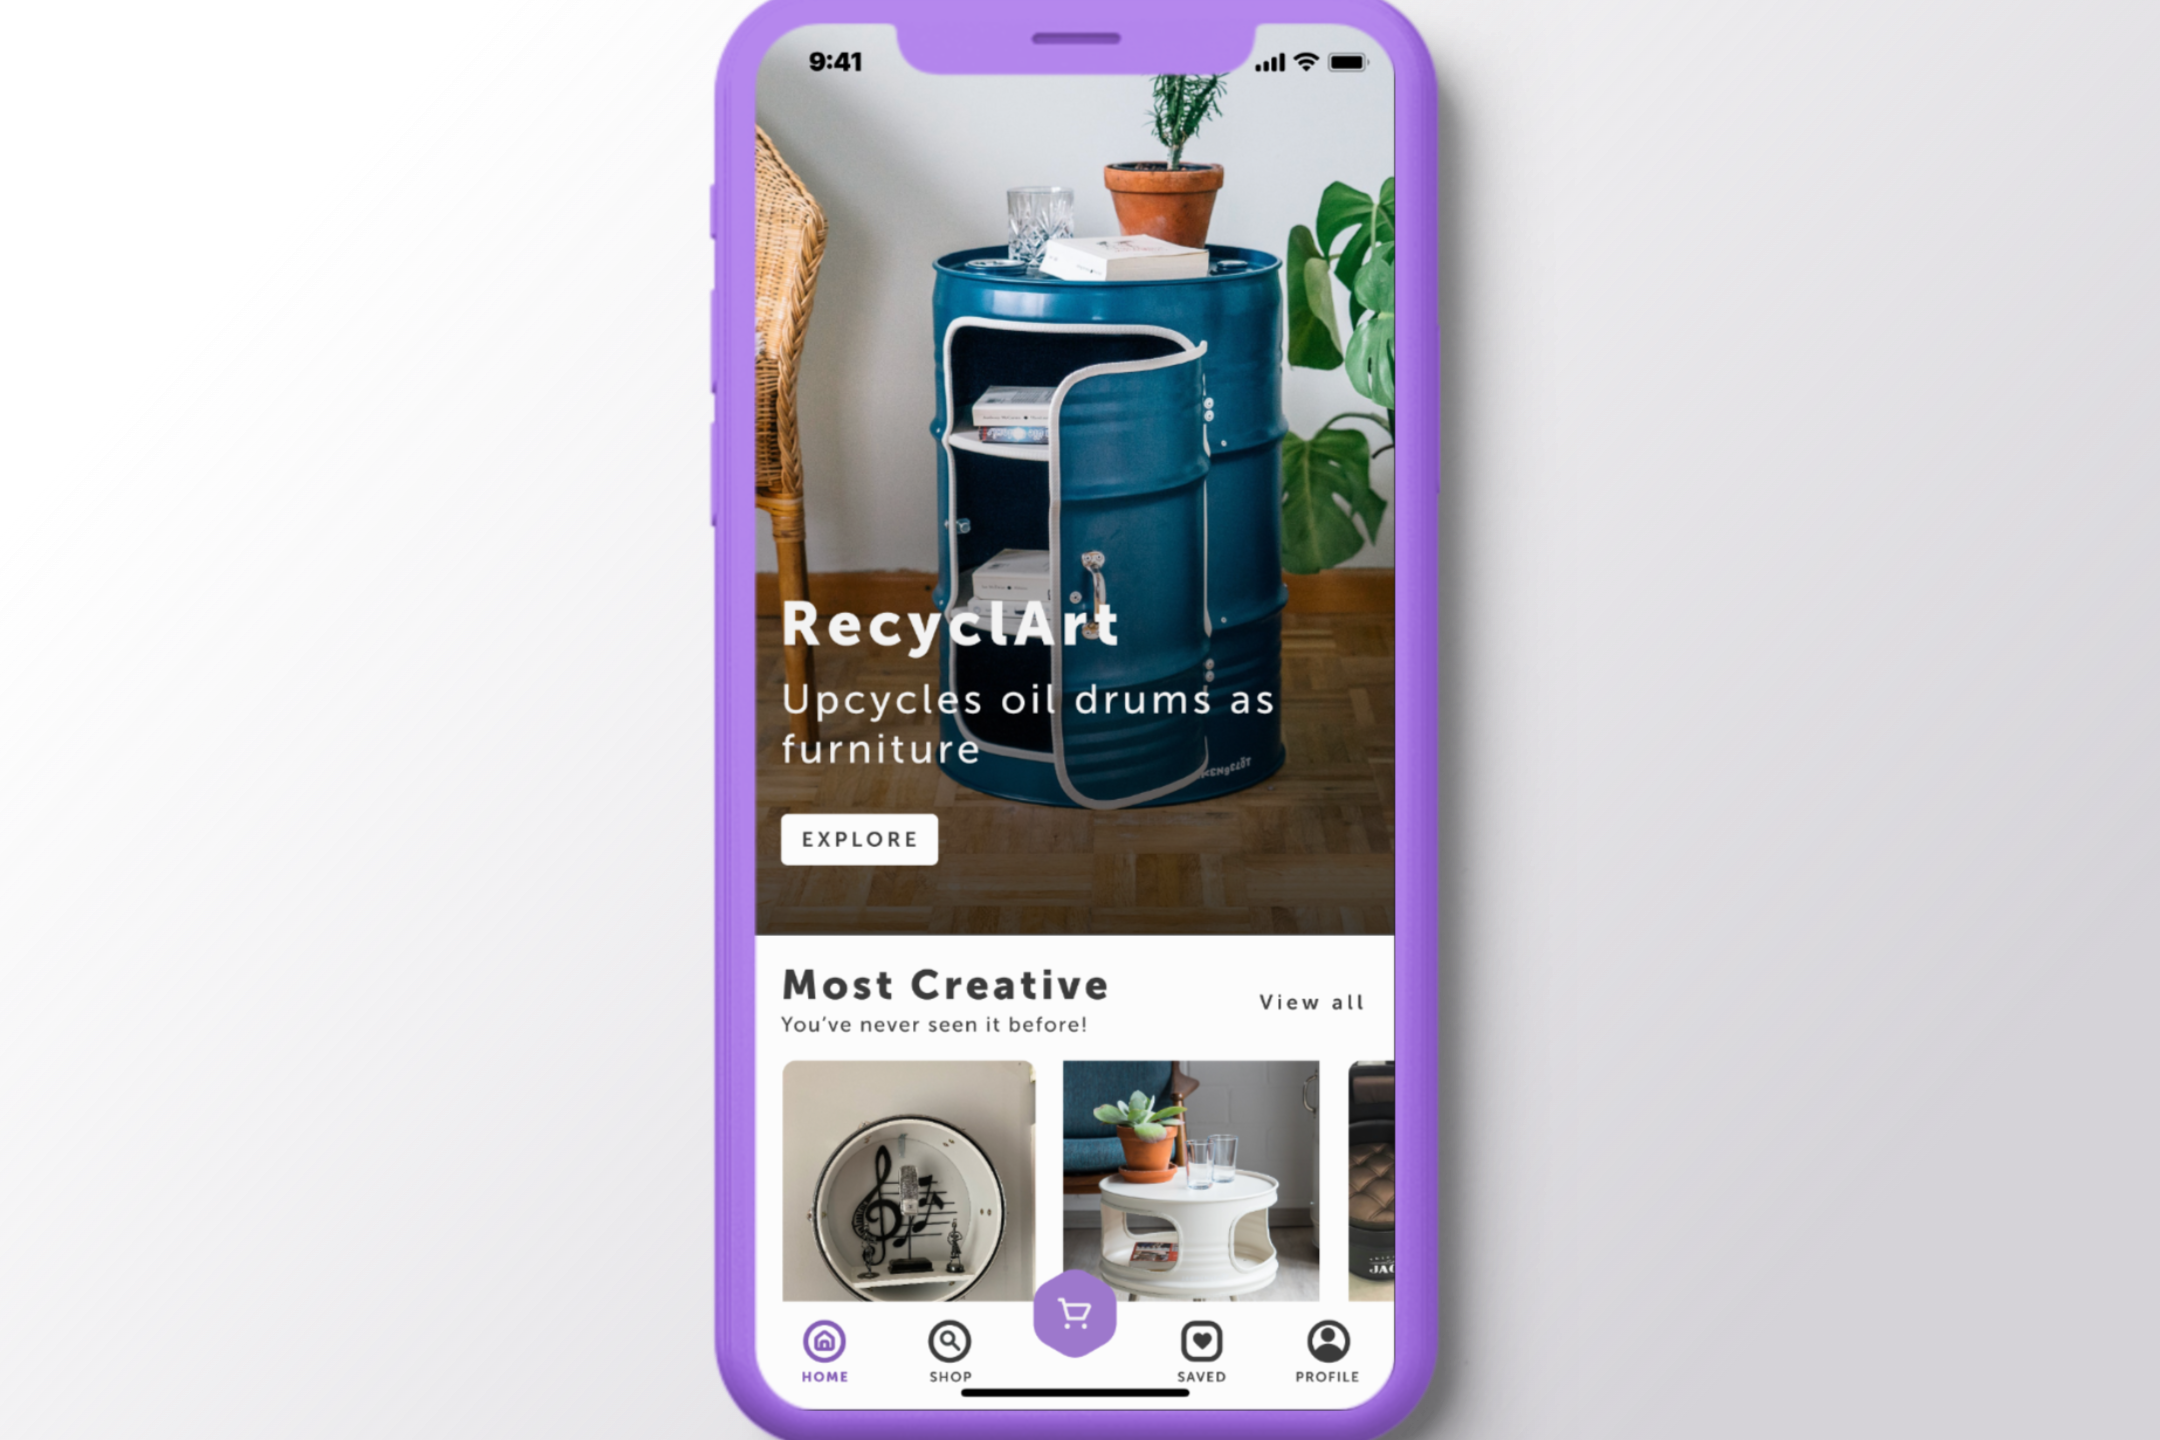 9:41
RecyclArt
Upcycles oil drums as
furniture
EXPLORE
Most Creative
You’ve never seen it before!
View all
HOME
SHOP
SAVED
PROFILE